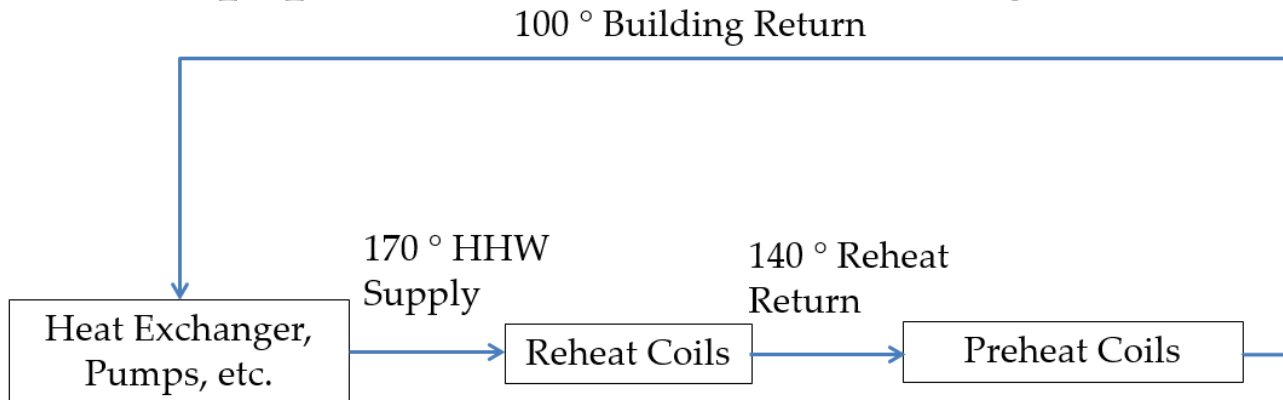 100 ° Building Return
170 ° HHW
Supply
140 ° Reheat
Return
Heat Exchanger,
Pumps, etc.
Reheat Coils
Preheat Coils